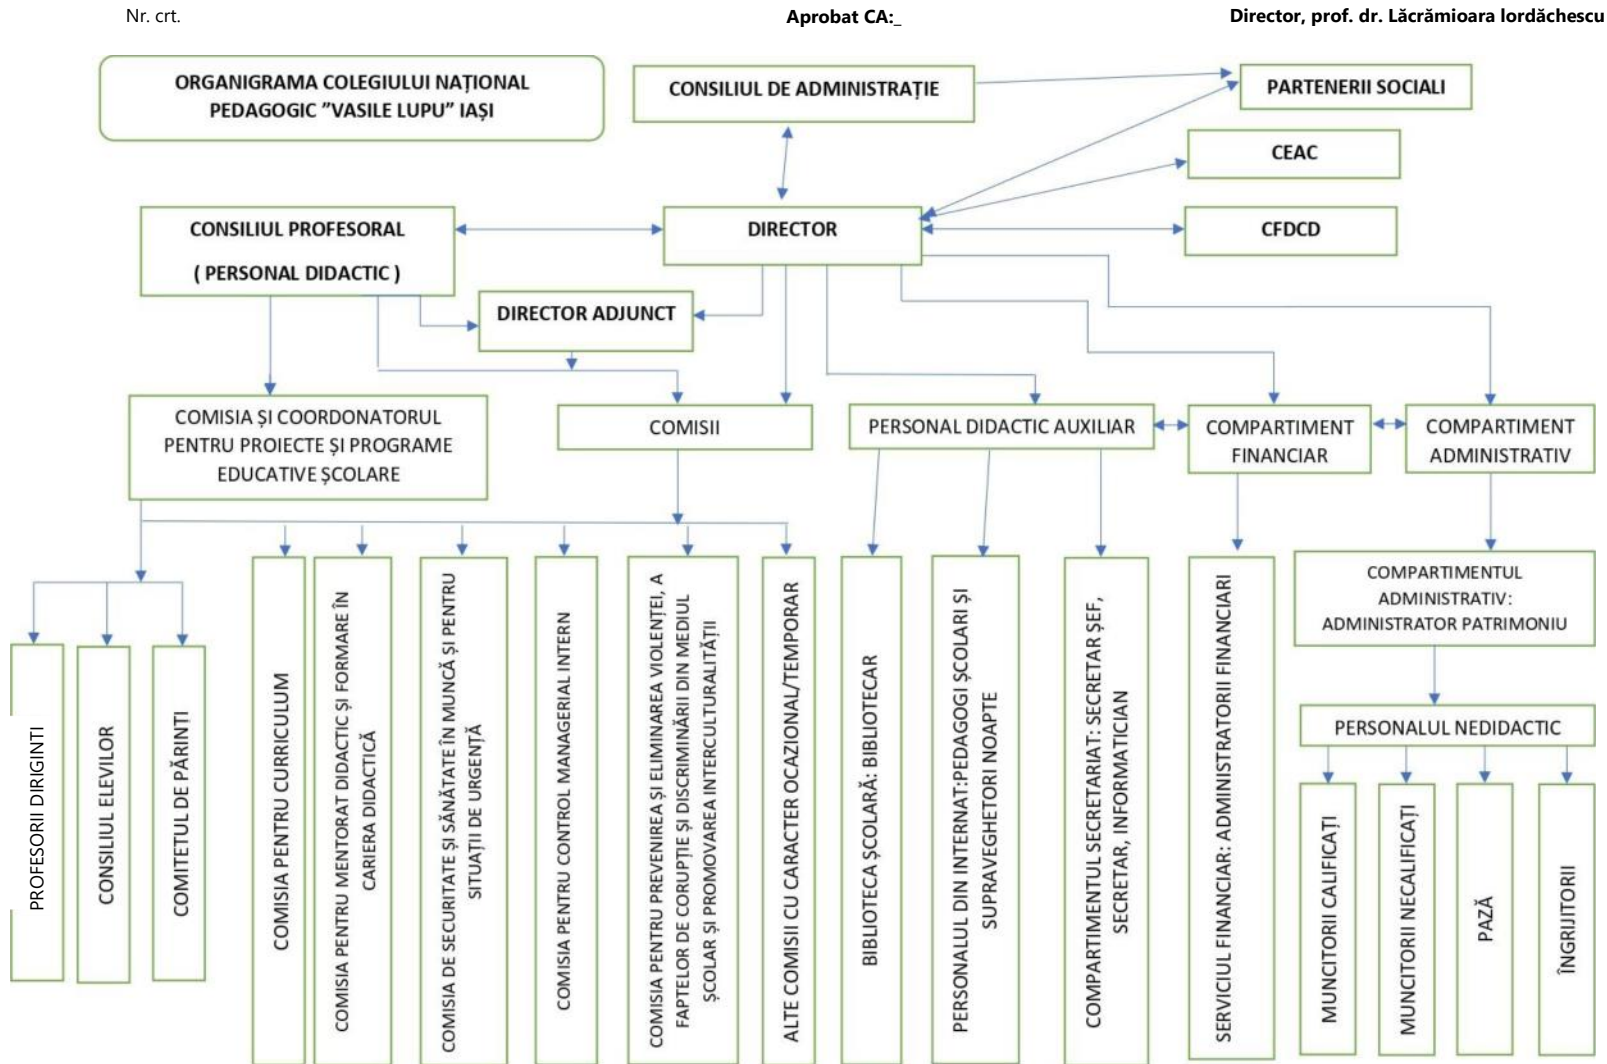 Nr. crt.
Aprobat CA:_
Director, prof. dr. Lăcrămioara Iordăchescu
ORGANIGRAMA COLEGIULUI NAȚIONAL
PEDAGOGIC ”VASILE LUPU” IAȘI
CONSILIUL DE ADMINISTRAȚIE
PARTENERII SOCIALI
CEAC
CONSILIUL PROFESORAL
( PERSONAL DIDACTIC )
DIRECTOR
CFDCD
DIRECTOR ADJUNCT
COMISIA ȘI COORDONATORUL
PENTRU PROIECTE ȘI PROGRAME
EDUCATIVE ȘCOLARE
COMISII
PERSONAL DIDACTIC AUXILIAR
COMPARTIMENT
FINANCIAR
COMPARTIMENT
ADMINISTRATIV
PROFESORII DIRIGINTI
CONSILIUL ELEVILOR
COMITETUL DE PĂRINȚI
COMISIA PENTRU CURRICULUM
COMISIA PENTRU MENTORAT DIDACTIC ȘI FORMARE ÎN
CARIERA DIDACTICĂ
COMISIA DE SECURITATE ȘI SĂNĂTATE ÎN MUNCĂ ȘI PENTRU
SITUAȚII DE URGENȚĂ
COMISIA PENTRU CONTROL MANAGERIAL INTERN
COMISIA PENTRU PREVENIREA ȘI ELIMINAREA VIOLENȚEI, A
FAPTELOR DE CORUPȚIE ȘI DISCRIMINĂRII DIN MEDIUL
ȘCOLAR ȘI PROMOVAREA INTERCULTURALITĂȚII
ALTE COMISII CU CARACTER OCAZIONAL/TEMPORAR
BIBLIOTECA ȘCOLARĂ: BIBLIOTECAR
PERSONALUL DIN INTERNAT:PEDAGOGI ȘCOLARI ȘI
SUPRAVEGHETORI NOAPTE
COMPARTIMENTUL SECRETARIAT: SECRETAR ȘEF,
SECRETAR, INFORMATICIAN
SERVICIUL FINANCIAR: ADMINISTRATORII FINANCIARI
COMPARTIMENTUL
ADMINISTRATIV:
ADMINISTRATOR PATRIMONIU
PERSONALUL NEDIDACTIC
MUNCITORII CALIFICAȚI
MUNCITORII NECALIFICAȚI
PAZĂ
ÎNGRIJITORII